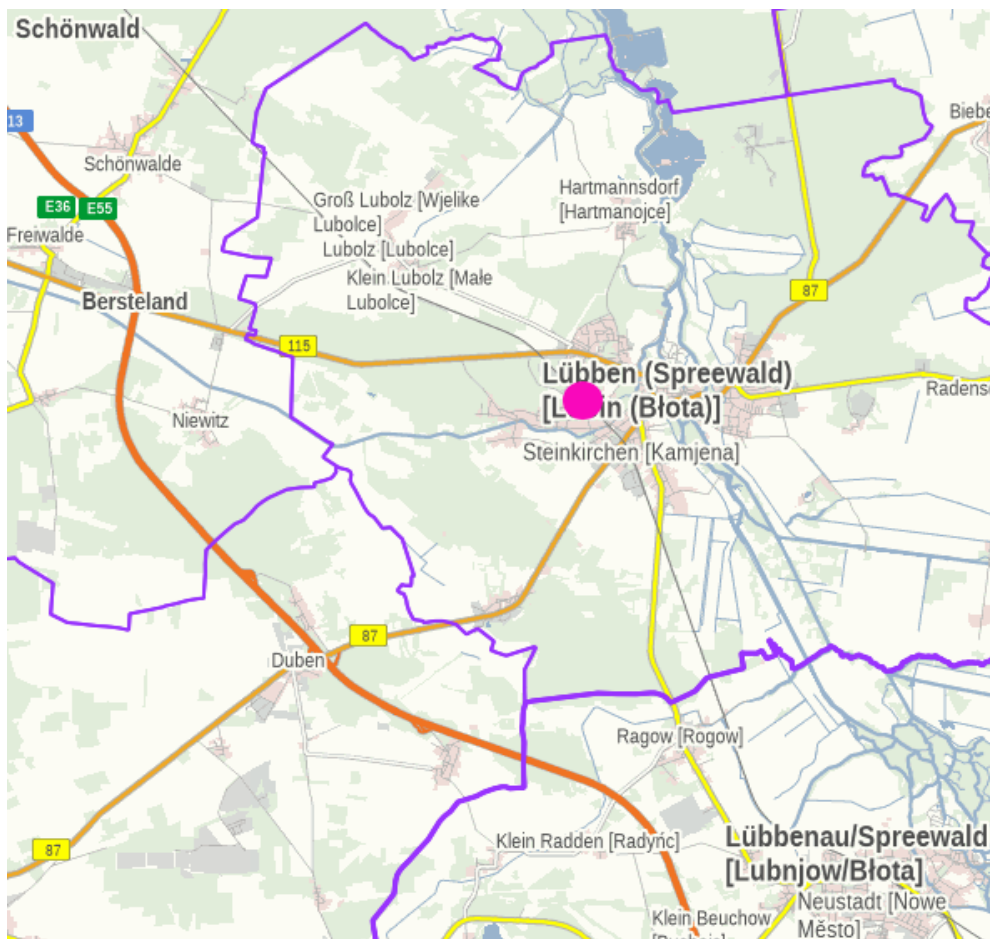 Schönwald
13
Biebe
Schönwalde
E36
E55
Groß Lubolz [Wjelike
Lubolce]
Hartmannsdorf
[Hartmanojce]
Freiwalde
Lubolz [Lubolce]
Klein Lubolz [Małe
Lubolce]
Bersteland
87
115
Lübben (Spreewald)
in (Błota)]
Radens
Niewitz
Steinkirchen [Kamjena]
87
Duben
Ragow [Rogow]
87
Klein Radden [Radyńc]
Lübbenau/Spreewald
[Lubnjow/Błota]
Neustadt [Nowe
Město]
Klein Beuchow